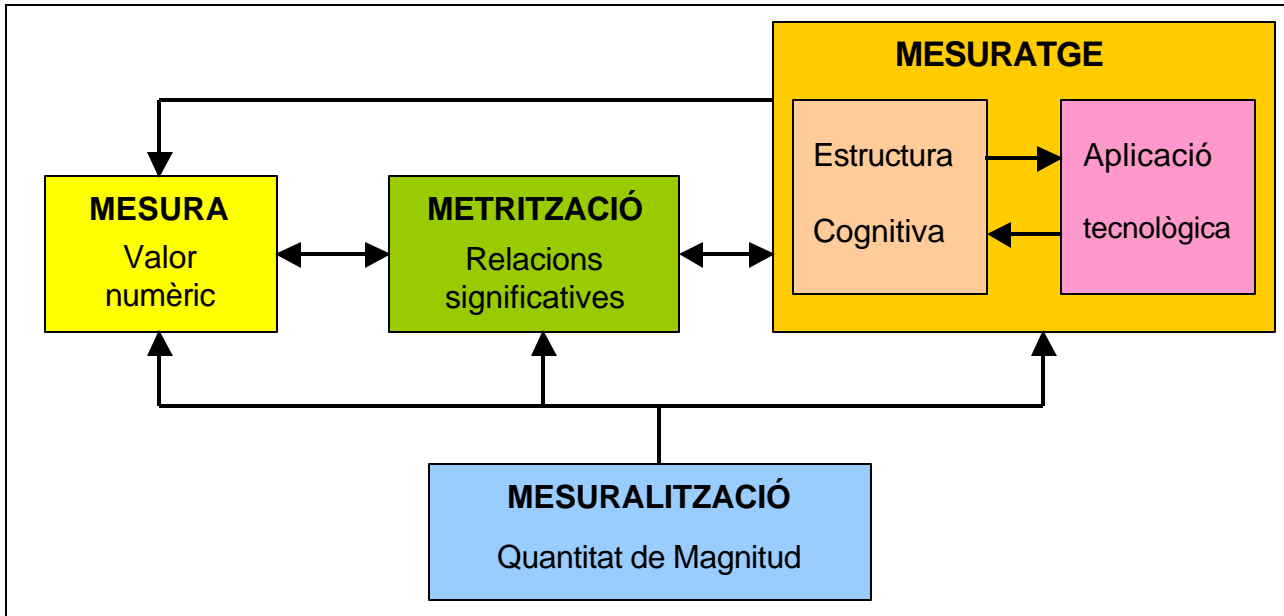 MESURATGE
Estructura
Cognitiva
Aplicació
tecnològica
MESURA
Valor
numèric
METRITZACIÓ
Relacions
significatives
MESURALITZACIÓ
Quantitat de Magnitud